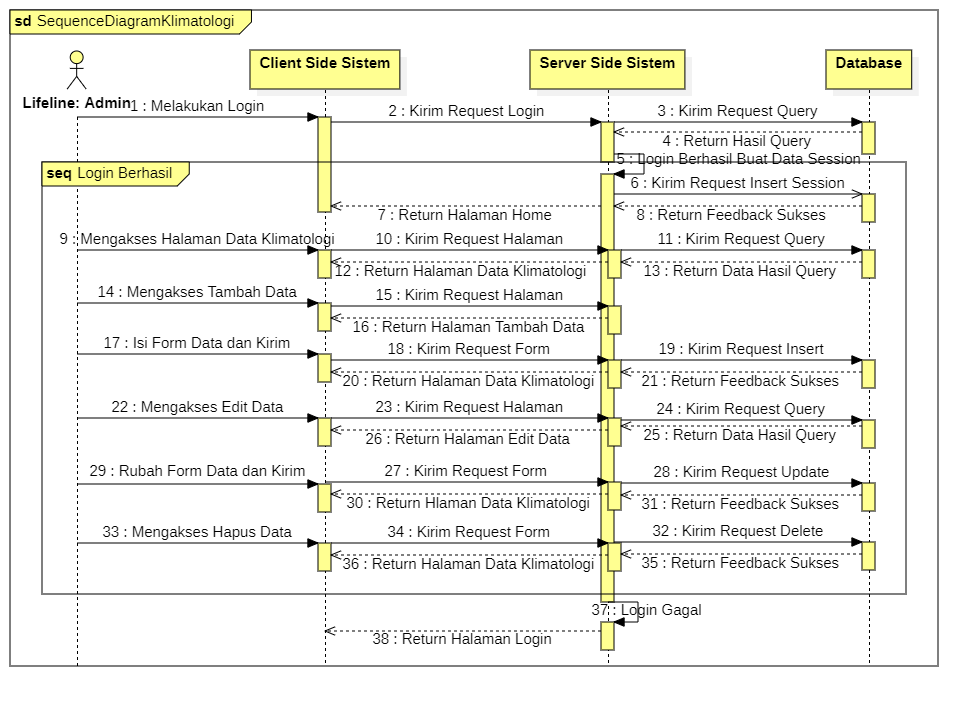 sd SequenceDiagramKlimatologi
Client Side Sistem
Server Side Sistem
Database
Lifeline: Admin
1 : Melakukan Login
2 : Kirim Request Login
3 : Kirim Request Query
4 : Return Hasil Query
5 : Login Berhasil Buat Data Session
seq Login Berhasil
6 : Kirim Request Insert Session
7 : Return Halaman Home
8 : Return Feedback Sukses
9 : Mengakses Halaman Data Klimatologi
10 : Kirim Request Halaman
11 : Kirim Request Query
12 : Return Halaman Data Klimatologi
13 : Return Data Hasil Query
14 : Mengakses Tambah Data
15 : Kirim Request Halaman
16 : Return Halaman Tambah Data
17 : Isi Form Data dan Kirim
18 : Kirim Request Form
19 : Kirim Request Insert
20 : Return Halaman Data Klimatologi
21 : Return Feedback Sukses
22 : Mengakses Edit Data
23 : Kirim Request Halaman
24 : Kirim Request Query
26 : Return Halaman Edit Data
25 : Return Data Hasil Query
29 : Rubah Form Data dan Kirim
27 : Kirim Request Form
28 : Kirim Request Update
30 : Return Hlaman Data Klimatologi
31 : Return Feedback Sukses
33 : Mengakses Hapus Data
34 : Kirim Request Form
32 : Kirim Request Delete
36 : Return Halaman Data Klimatologi
35 : Return Feedback Sukses
37 : Login Gagal
38 : Return Halaman Login